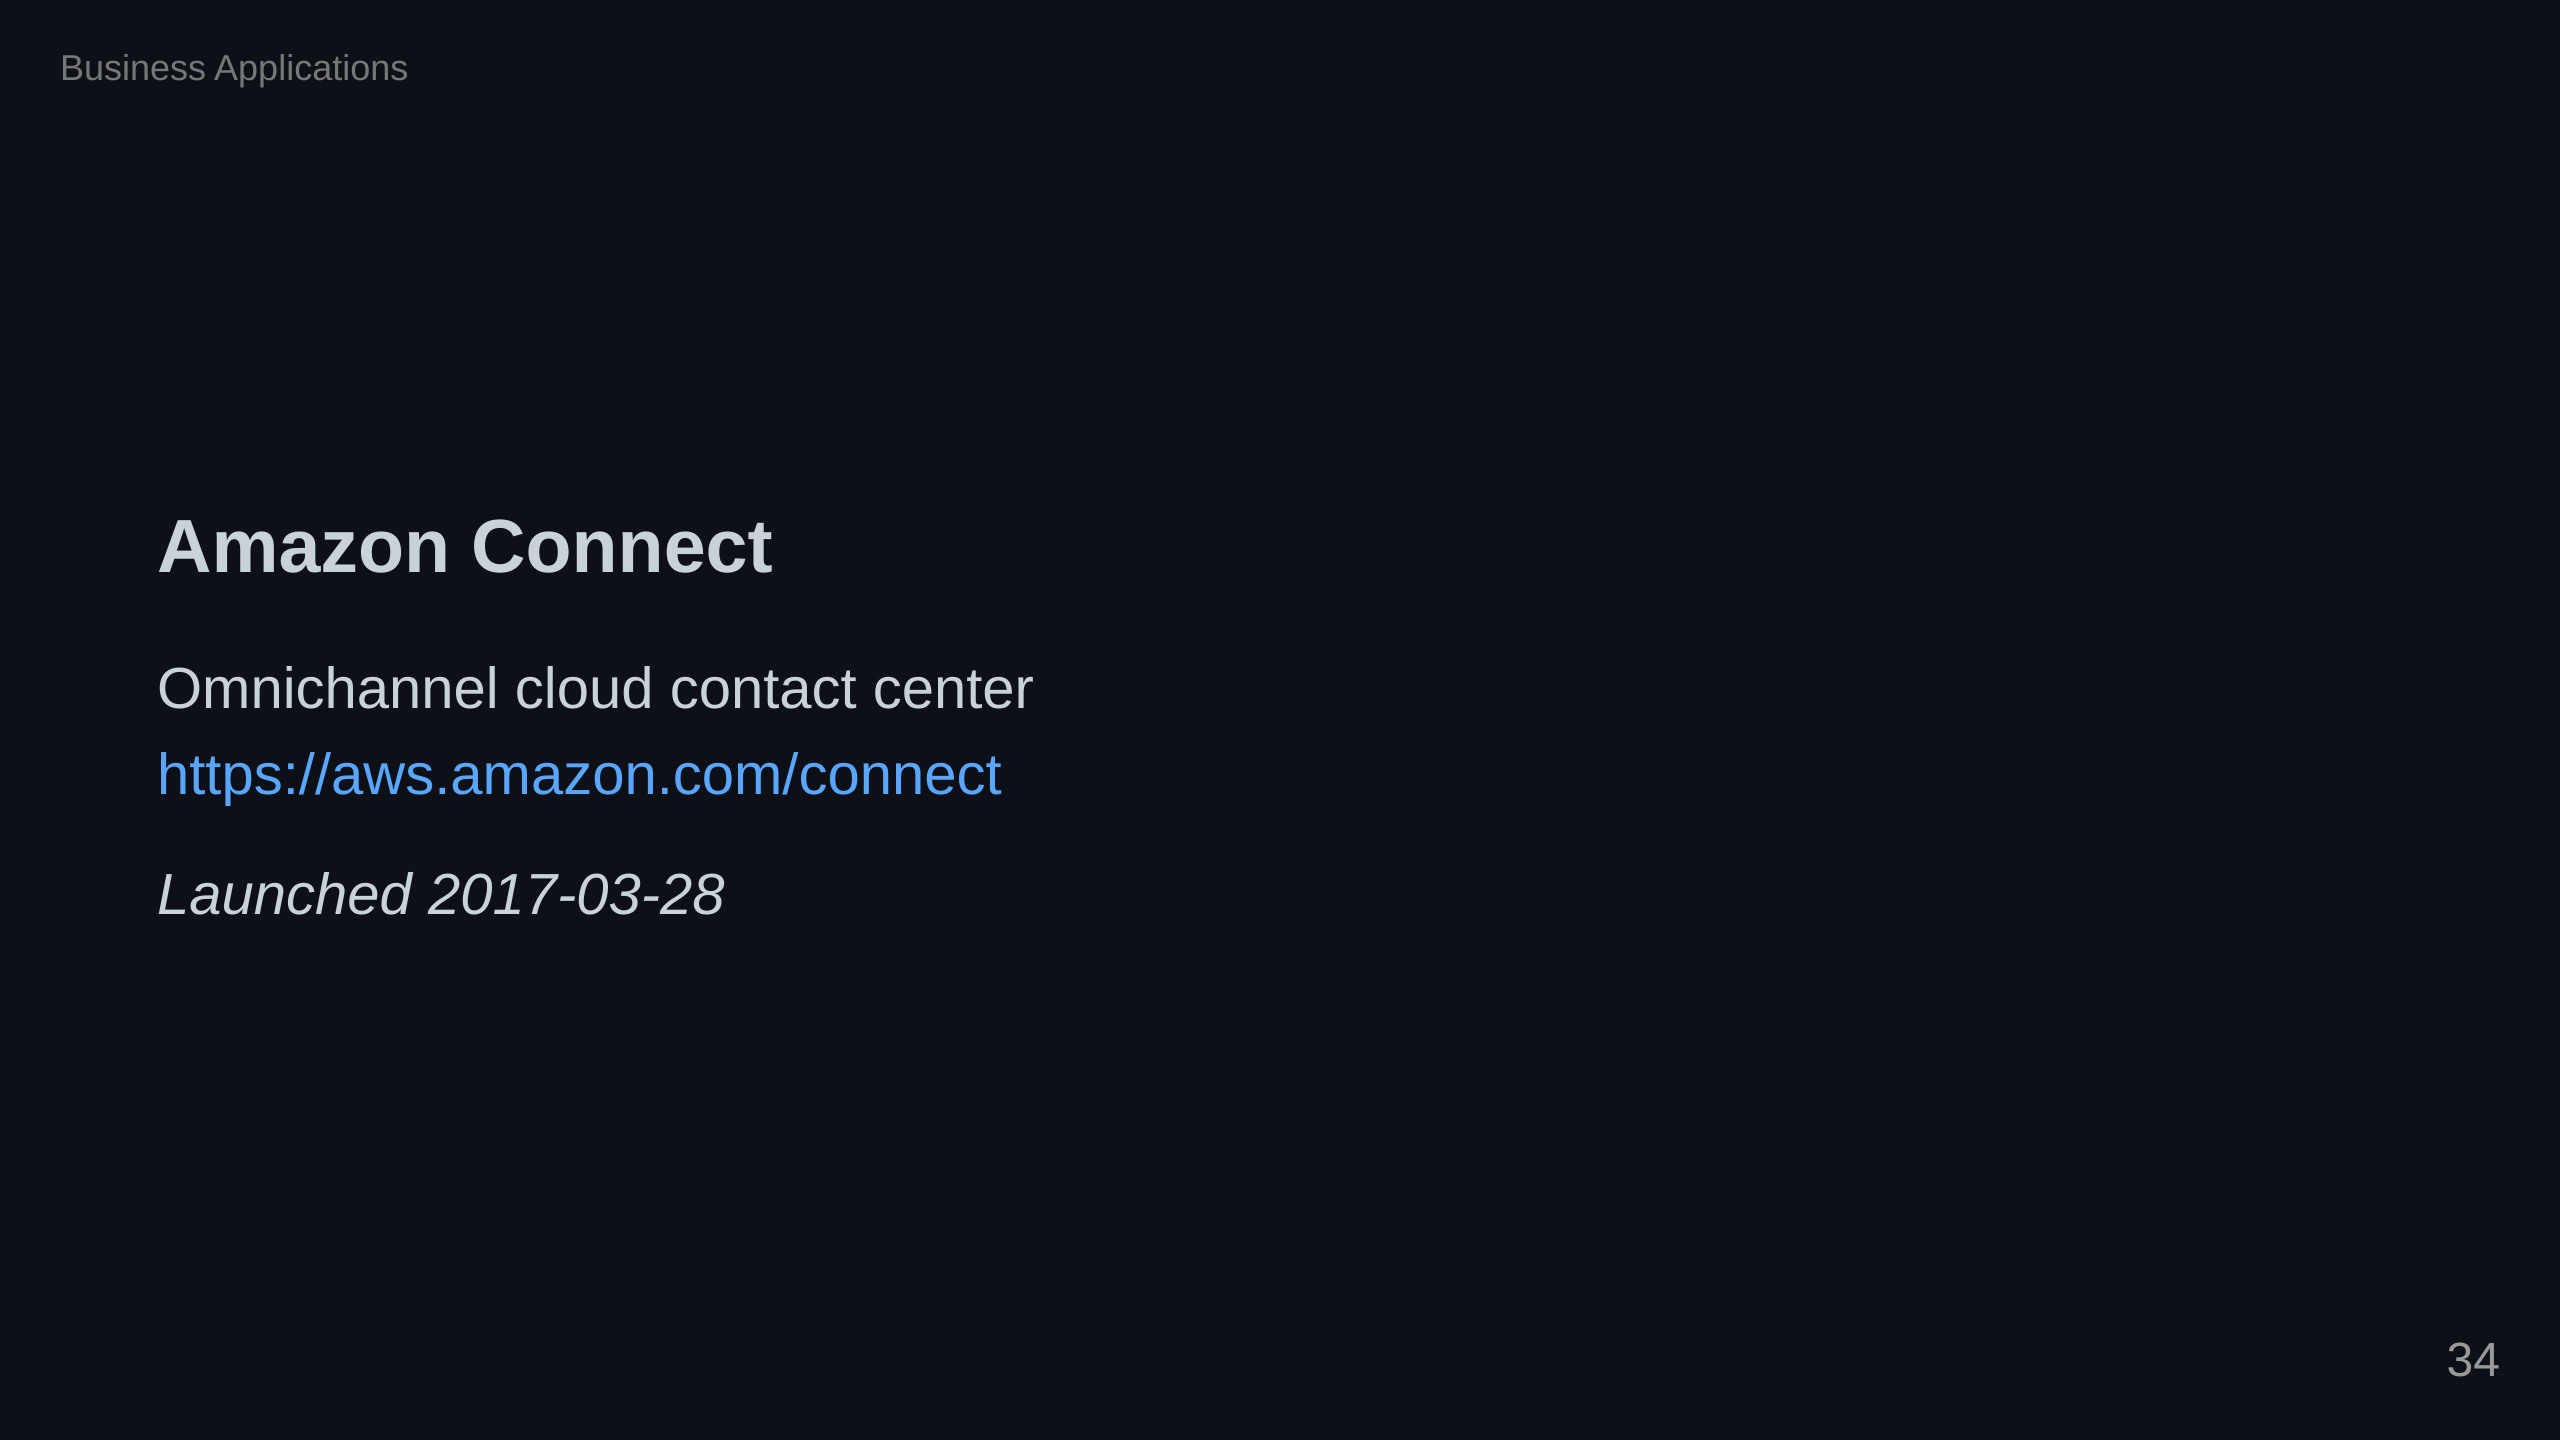 Business Applications
Amazon Connect
Omnichannel cloud contact center
https://aws.amazon.com/connect
Launched 2017-03-28
34